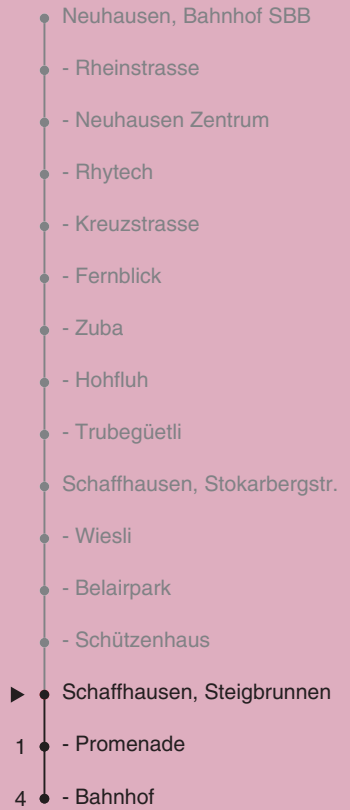 Neuhausen, Bahnhof SBB
- Rheinstrasse
- Neuhausen Zentrum
- Rhytech
- Kreuzstrasse
- Fernblick
- Zuba
- Hohfluh
- Trubegüetli
Schaffhausen, Stokarbergstr.
- Wiesli
- Belairpark
- Schützenhaus
Schaffhausen, Steigbrunnen
1 - Promenade
4 - Bahnhof